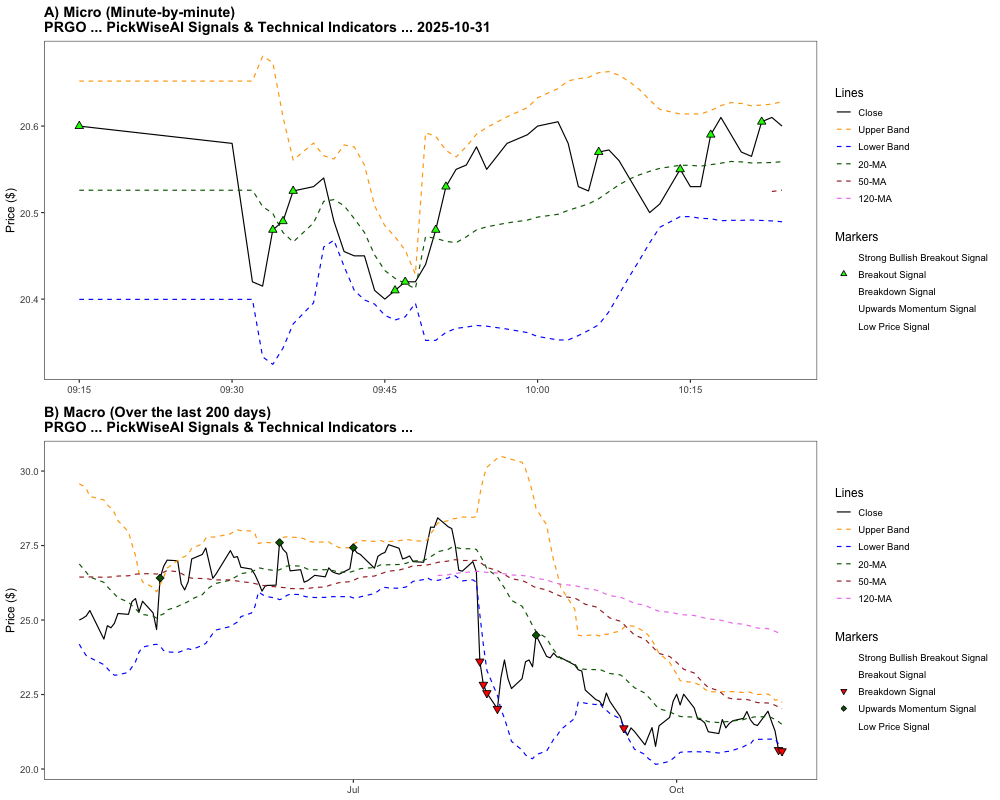 A) Micro (Minute-by-minute)
PRGO ... PickWiseAI Signals & Technical Indicators ... 2025-10-31
Price ($)
20.6
20.5
20.4
09:15
09:30
09:45
10:00
10:15
Lines
Close
Upper Band
Lower Band
20-MA
50-MA
120-MA
Markers
Strong Bullish Breakout Signal
Breakout Signal
Breakdown Signal
Upwards Momentum Signal
Low Price Signal
B) Macro (Over the last 200 days)
PRGO ... PickWiseAI Signals & Technical Indicators ...
Price ($)
30.0
27.5
25.0
22.5
20.0
Jul
Oct
Lines
Close
Upper Band
Lower Band
20-MA
50-MA
120-MA
Markers
Strong Bullish Breakout Signal
Breakout Signal
Breakdown Signal
Upwards Momentum Signal
Low Price Signal